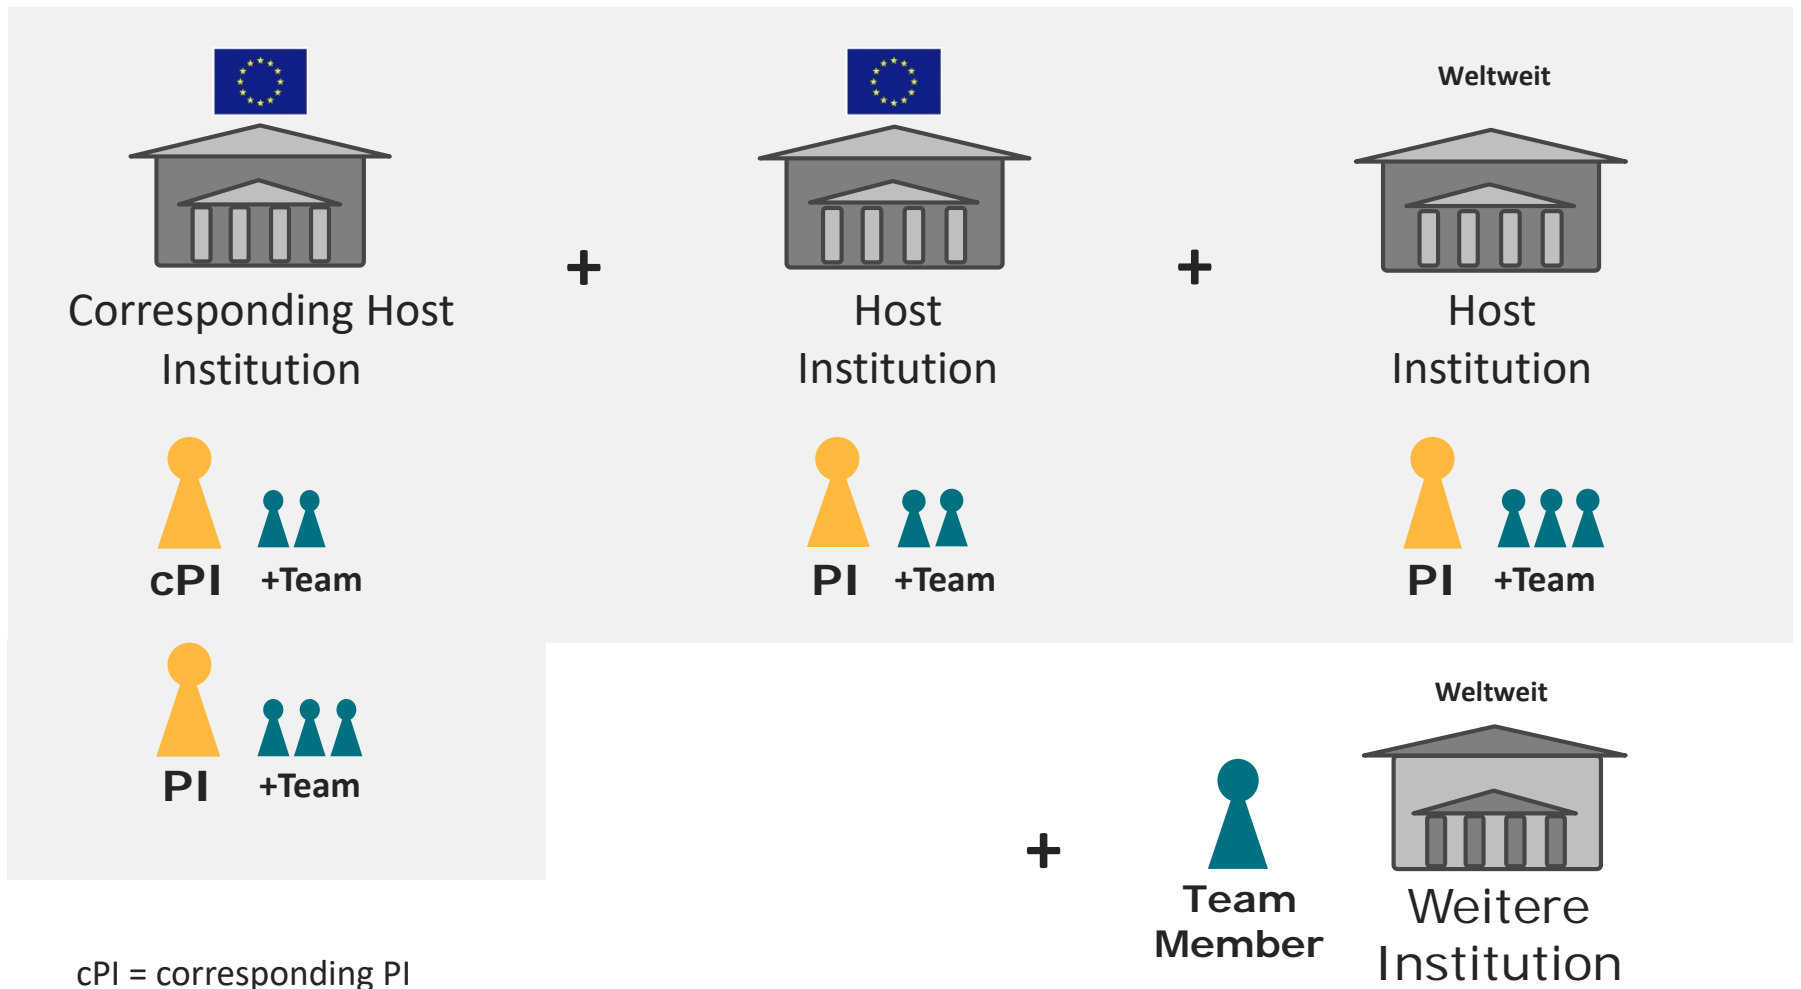 Weltweit
Corresponding Host
Institution
+
Host
Institution
+
Host
Institution
cPI +Team
PI +Team
PI +Team
PI +Team
Weltweit
+
Team
Member
Weitere
Institution
cPI = corresponding PI